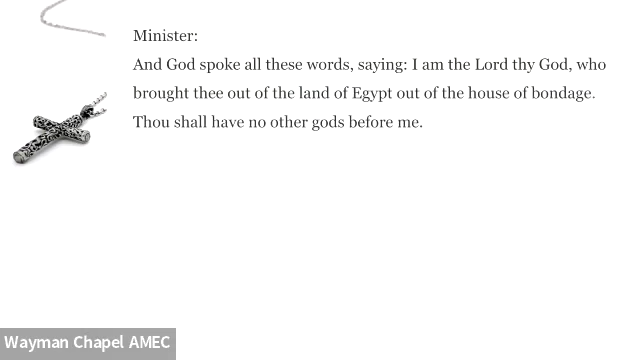 Minister:
And God spoke all these words, saying: I am the Lord thy God, who
brought thee out of the land of Egypt out of the house of bondage.
Thou shall have no other gods before me.
Wayman Chapel AMEC